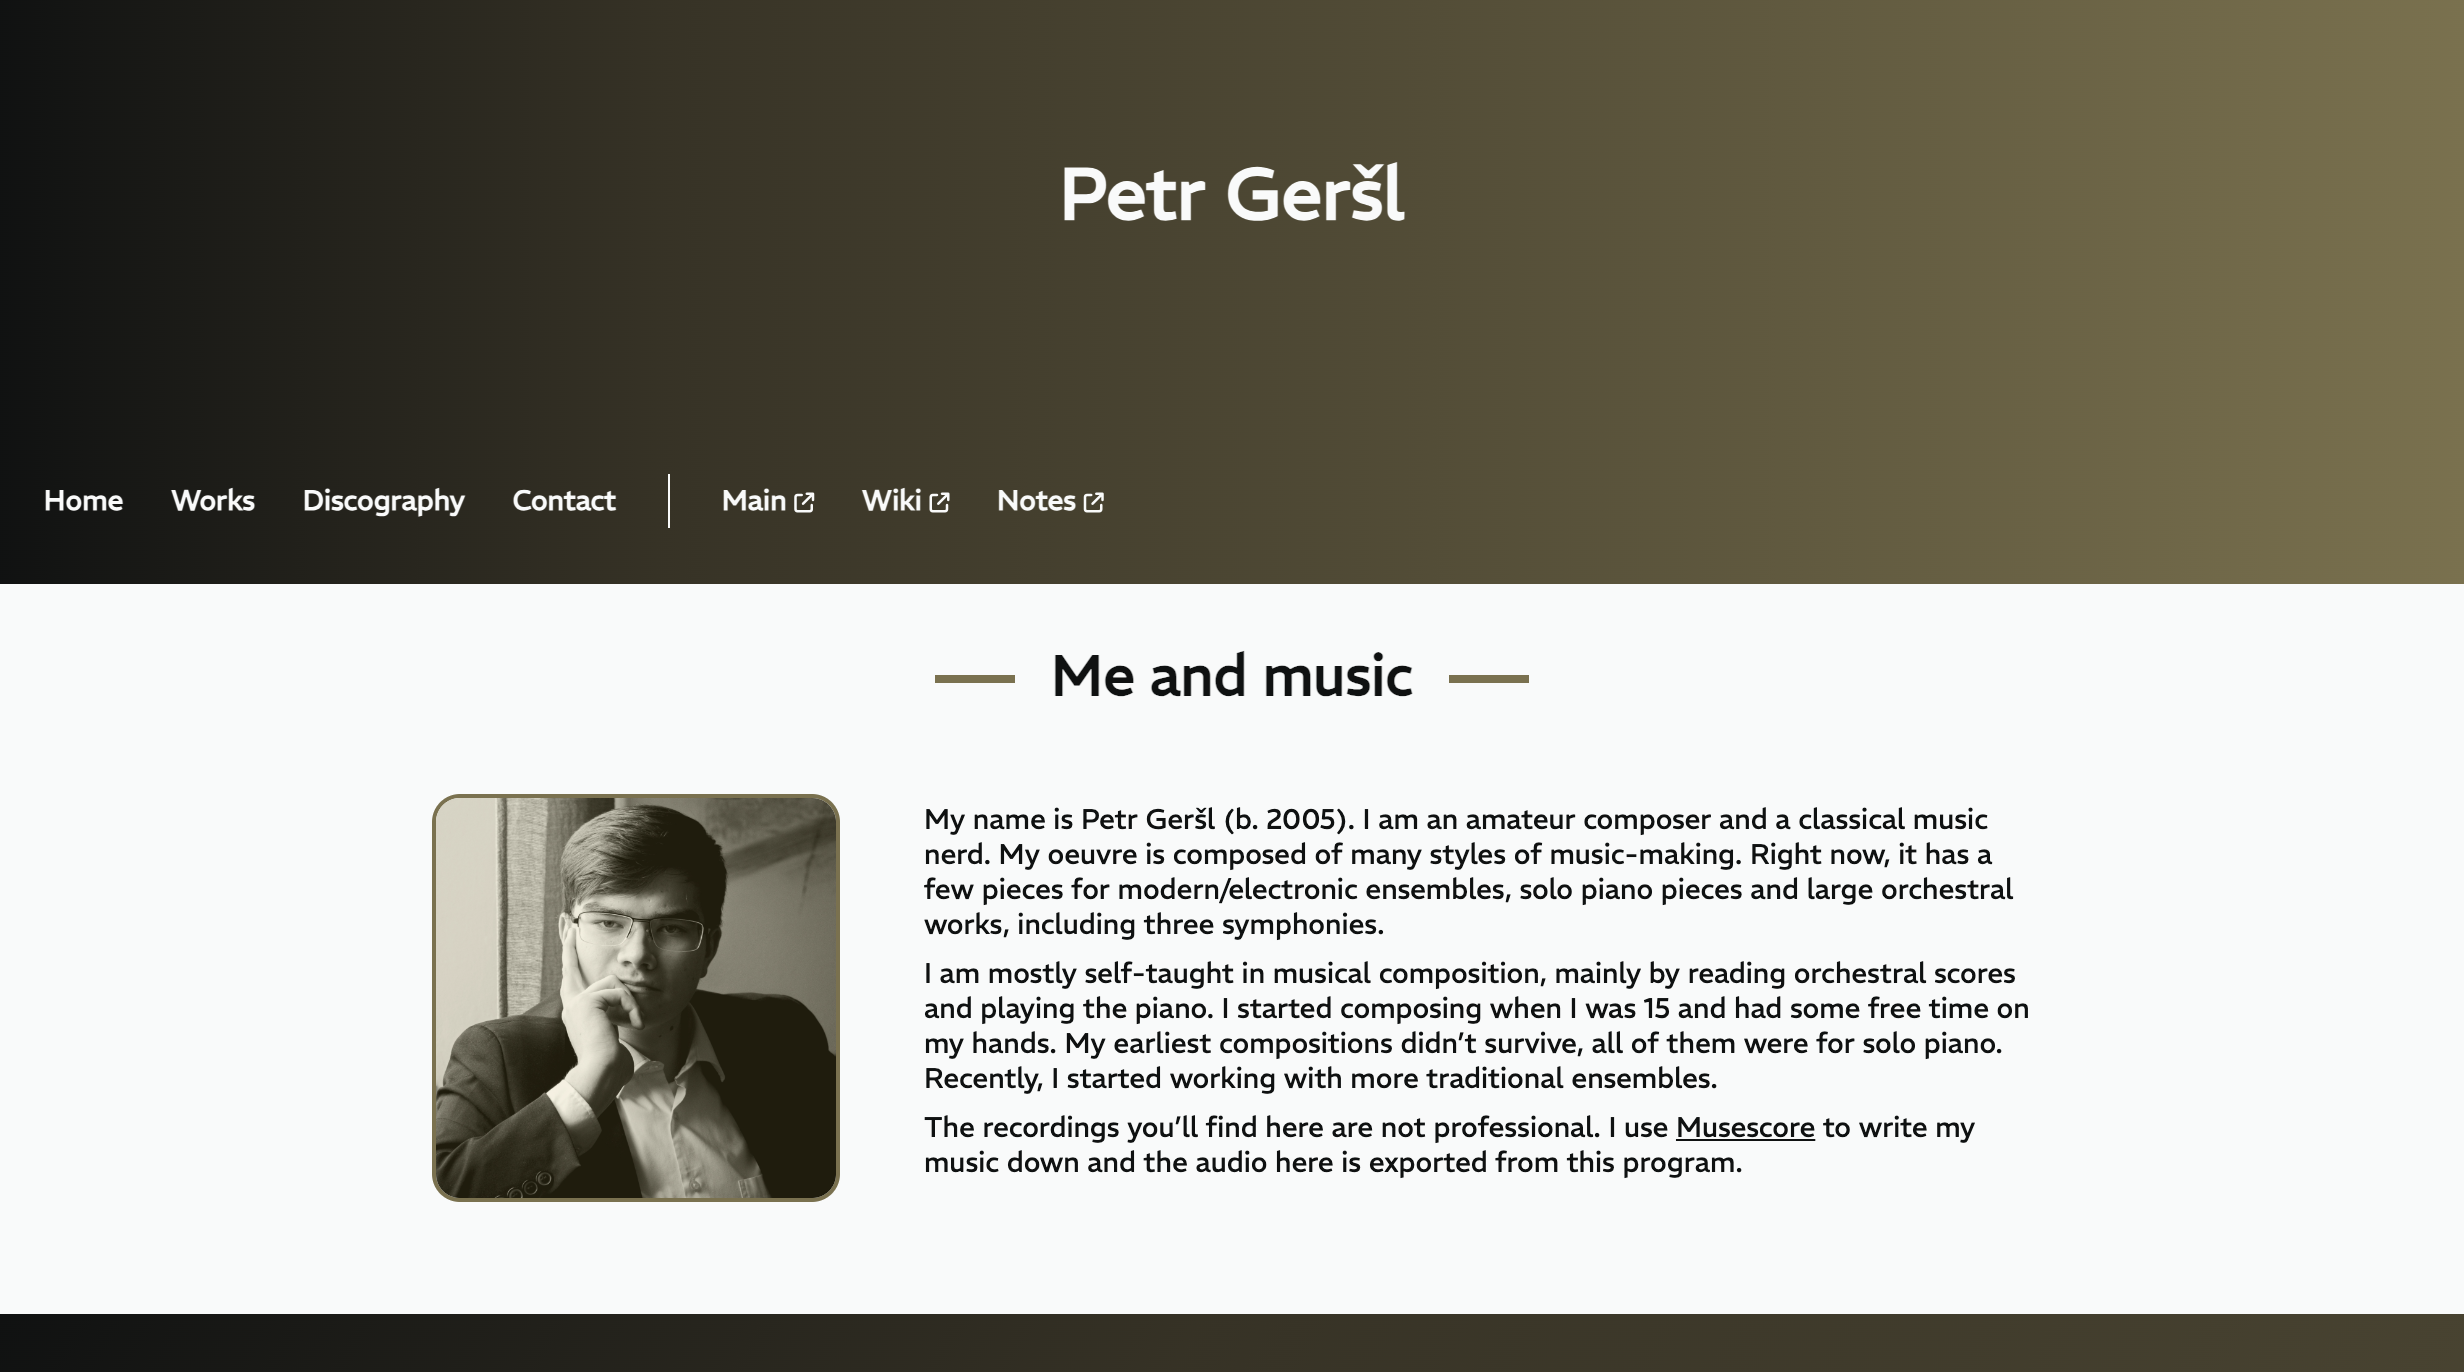 Petr Geršl
Home Works Discography Contact Main Wiki Notes
Me and music
My name is Petr Geršl (b. 2005). I am an amateur composer and a classical music
nerd. My oeuvre is composed of many styles of music-making. Right now, it has a
few pieces for modern/electronic ensembles, solo piano pieces and large orchestral
works, including three symphonies.
I am mostly self-taught in musical composition, mainly by reading orchestral scores
and playing the piano. I started composing when I was 15 and had some free time on
my hands. My earliest compositions didn’t survive, all of them were for solo piano.
Recently, I started working with more traditional ensembles.
The recordings you’ll find here are not professional. I use Musescore to write my
music down and the audio here is exported from this program.